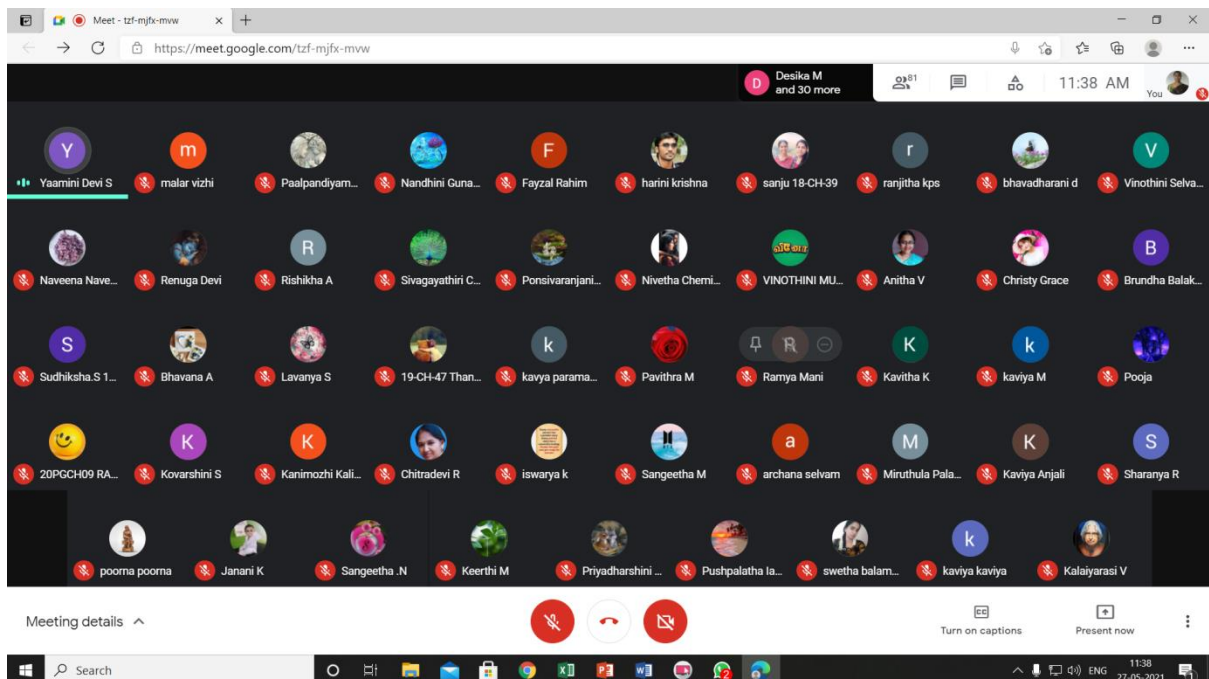 Meet - tzf-mjfx-mvw
https://meet.google.com/tzf-mjfx-mvw
D Desika M
and 30 more
81
11:38 AM
You
Y m F r V
Yaamini Devi S malar vizhi Paalpandiyam... Nandhini Guna... Fayzal Rahim harini krishna sanju 18-CH-39 ranjitha kps bhavadharani d Vinothini Selva...
R B
Naveena Nave... Renuga Devi Rishikha A Sivagayathiri C... Ponsivaranjani... Nivetha Chemi... VINOTHINI MU... Anitha V Christy Grace Brundha Balak...
S k R K k
Sudhiksha.S 1... Bhavana A Lavanya S 19-CH-47 Than... kavya parama... Pavithra M Ramya Mani Kavitha K kaviya M Pooja
K K a M K S
20PGCH09 RA... Kovarshini S Kanimozhi Kali... Chitradevi R iswarya k Sangeetha M archana selvam Miruthula Pala... Kaviya Anjali Sharanya R
k
poorna poorna Janani K Sangeetha .N Keerthi M Priyadharshini ... Pushpalatha la... swetha balam... kaviya kaviya Kalaiyarasi V
Meeting details
CC
Turn on captions Present now
Search
ENG
11:38
27-05-2021